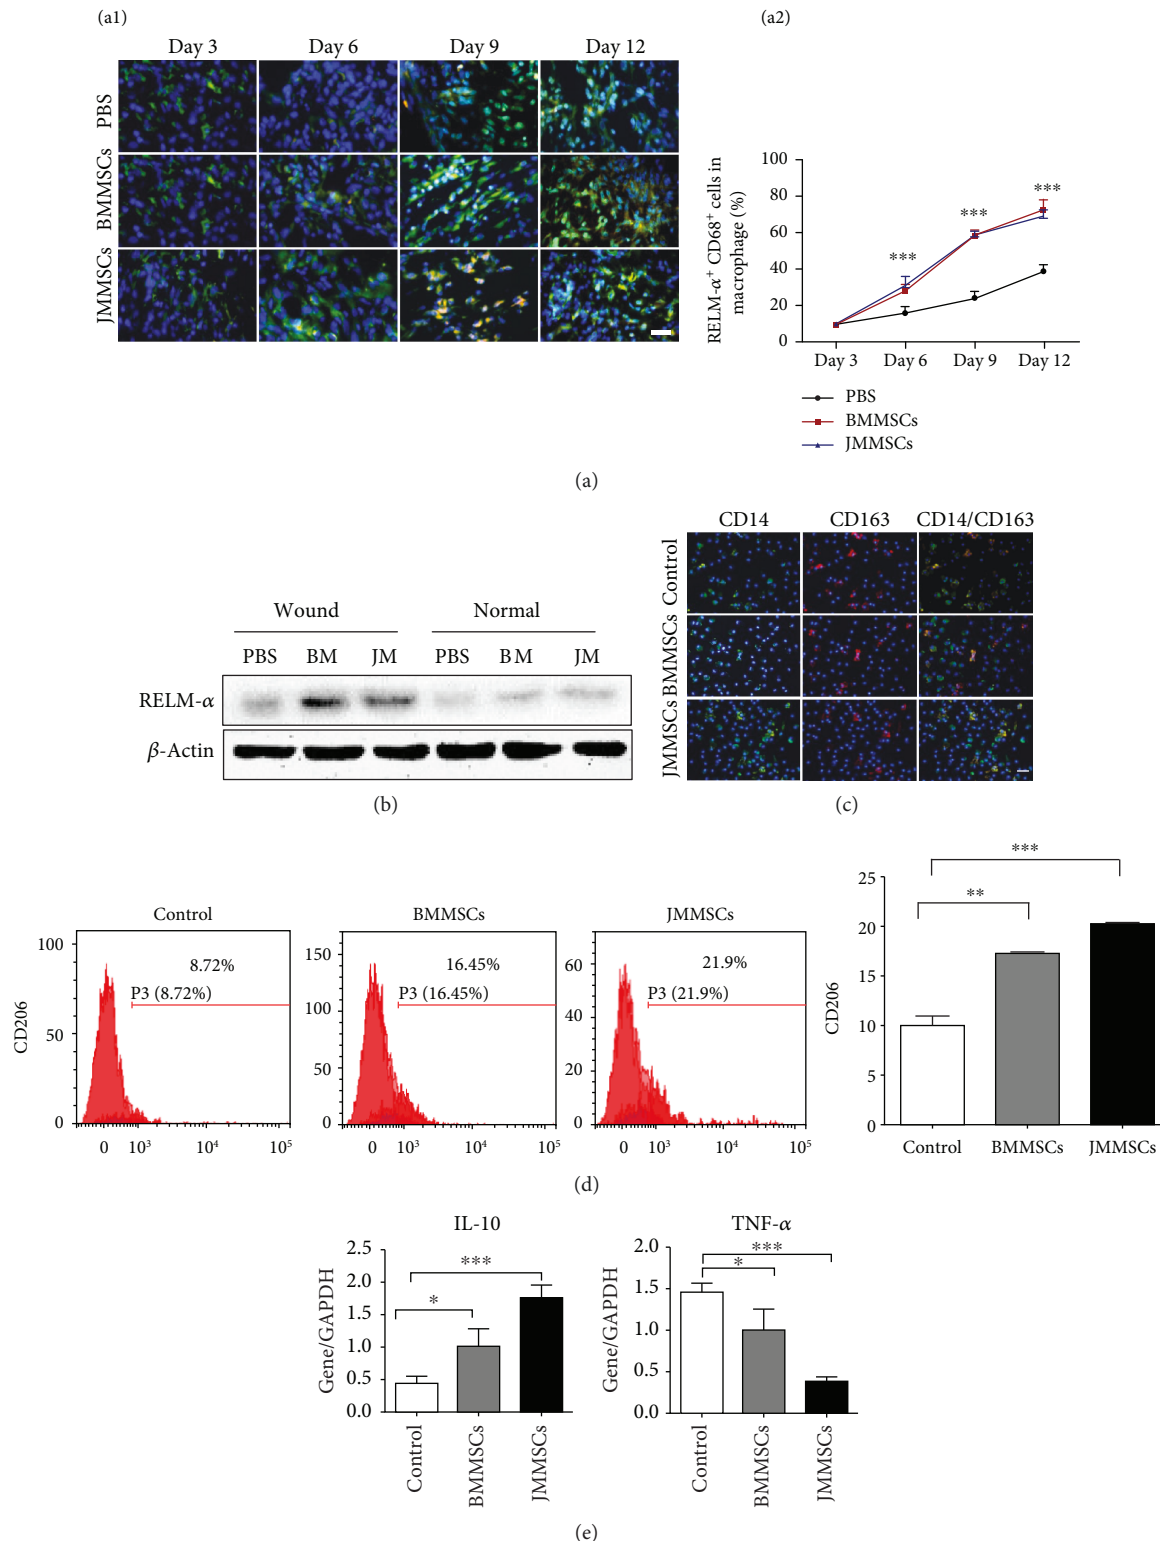 (a1)
(a2)
Day 3
Day 6
Day 9
Day 12
PBS
BMMSCs
JMMSCs
RELM-α⁺ CD68⁺ cells in
macrophage (%)
100
80
60
40
20
0
***
***
***
Day 3
Day 6
Day 9
Day 12
PBS
BMMSCs
JMMSCs
(a)
Wound
Normal
PBS
BM
JM
PBS
BM
JM
RELM-α
β-Actin
(b)
CD14
CD163
CD14/CD163
Control
BMMSCs
JMMSCs
(c)
Control
CD206
100
50
0
8.72%
P3 (8.72%)
0
10³
10⁴
10⁵
BMMSCs
150
100
50
0
16.45%
P3 (16.45%)
0
10³
10⁴
10⁵
JMMSCs
60
40
20
0
21.9%
P3 (21.9%)
0
10³
10⁴
10⁵
CD206
25
20
15
10
5
0
***
**
Control
BMMSCs
JMMSCs
(d)
IL-10
Gene/GAPDH
2.5
2.0
1.5
1.0
0.5
0.0
***
*
Control
BMMSCs
JMMSCs
TNF-α
Gene/GAPDH
2.0
1.5
1.0
0.5
0.0
***
*
Control
BMMSCs
JMMSCs
(e)